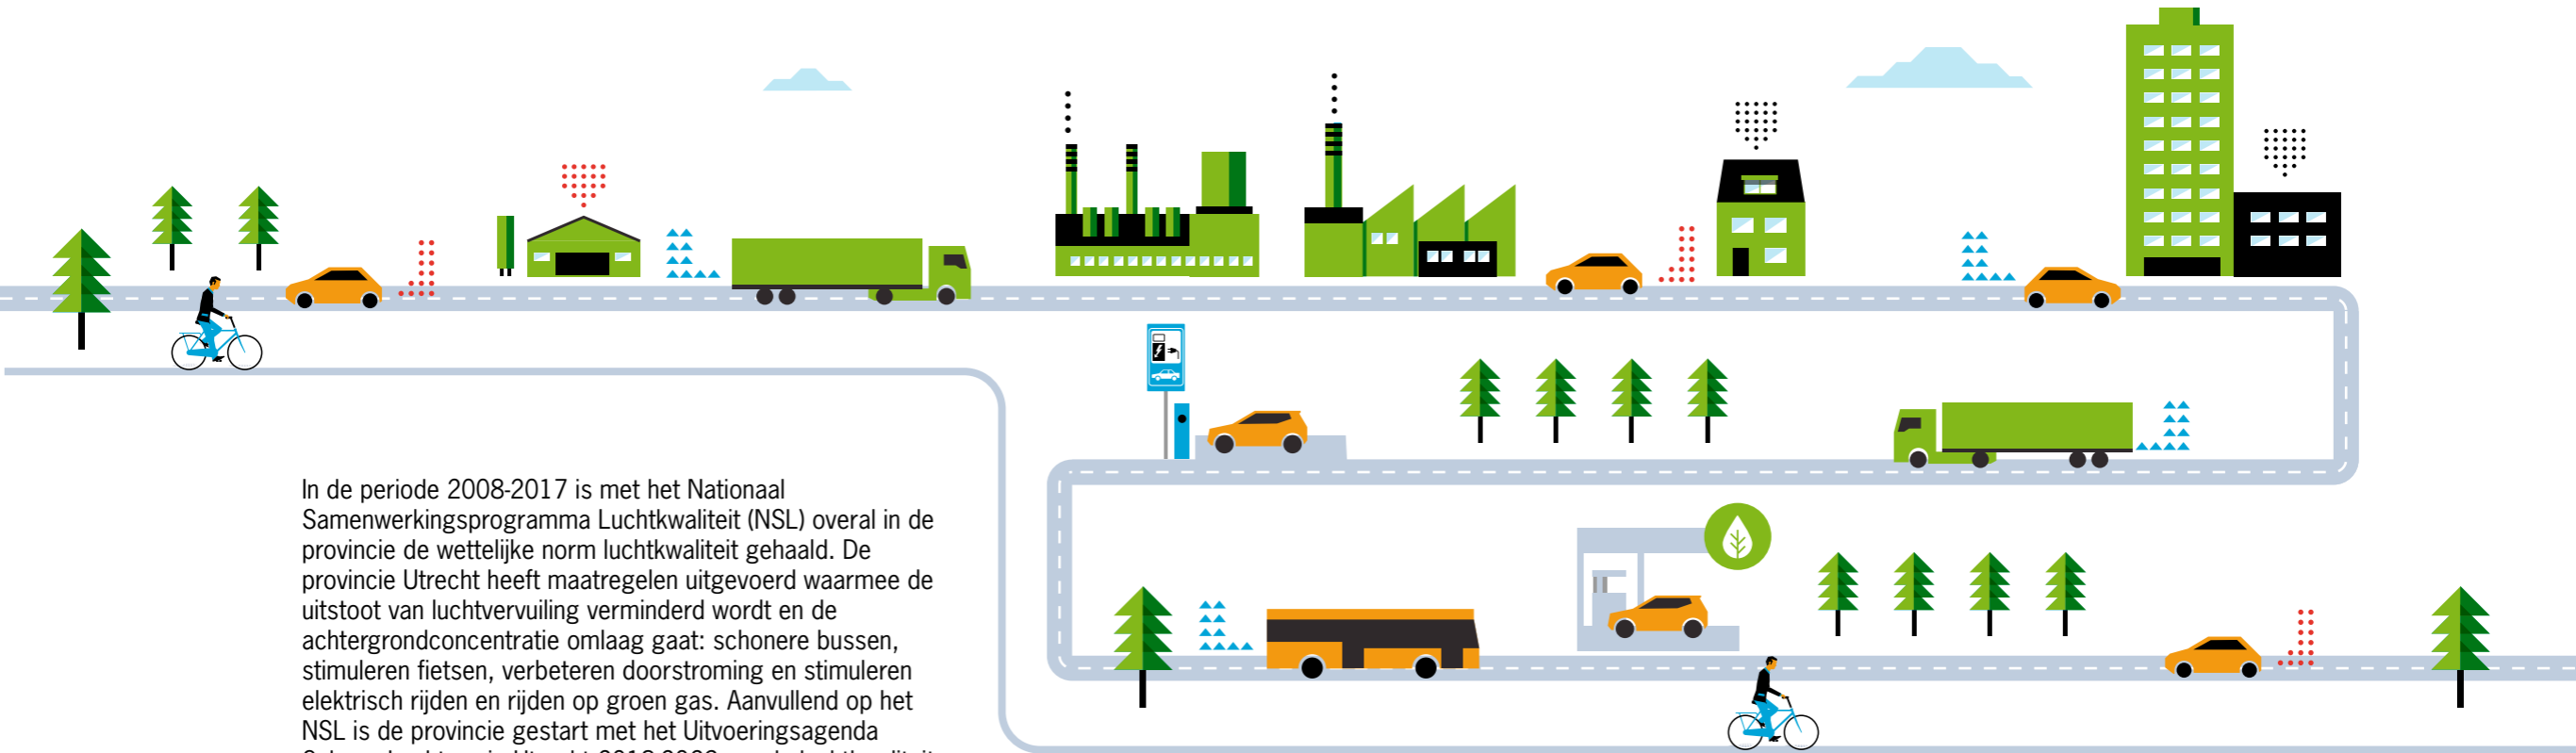 In de periode 2008-2017 is met het Nationaal
Samenwerkingsprogramma Luchtkwaliteit (NSL) overal in de
provincie de wettelijke norm luchtkwaliteit gehaald. De
provincie Utrecht heeft maatregelen uitgevoerd waarmee de
uitstoot van luchtvervuiling verminderd wordt en de
achtergrondconcentratie omlaag gaat: schonere bussen,
stimuleren fietsen, verbeteren doorstroming en stimuleren
elektrisch rijden en rijden op groen gas. Aanvullend op het
NSL is de provincie gestart met het Uitvoeringsagenda